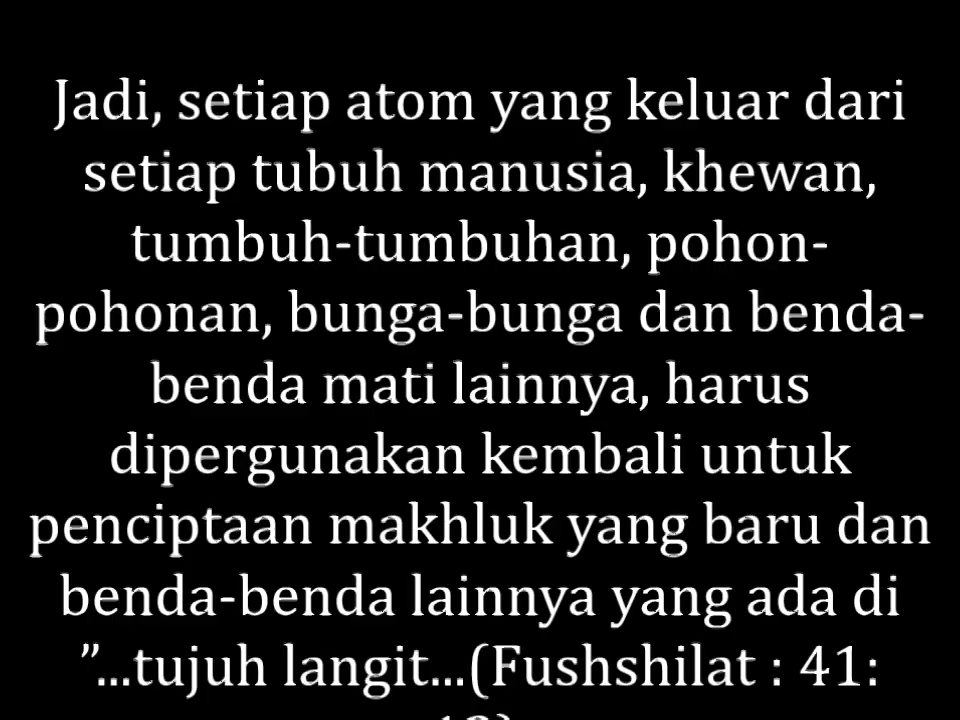 Jadi, setiap atom yang keluar dari
setiap tubuh manusia, khewan,
tumbuh-tumbuhan, pohon-
pohonan, bunga-bunga dan benda-
benda mati lainnya, harus
dipergunakan kembali untuk
penciptaan makhluk yang baru dan
benda-benda lainnya yang ada di
”...tujuh langit...(Fushshilat : 41: